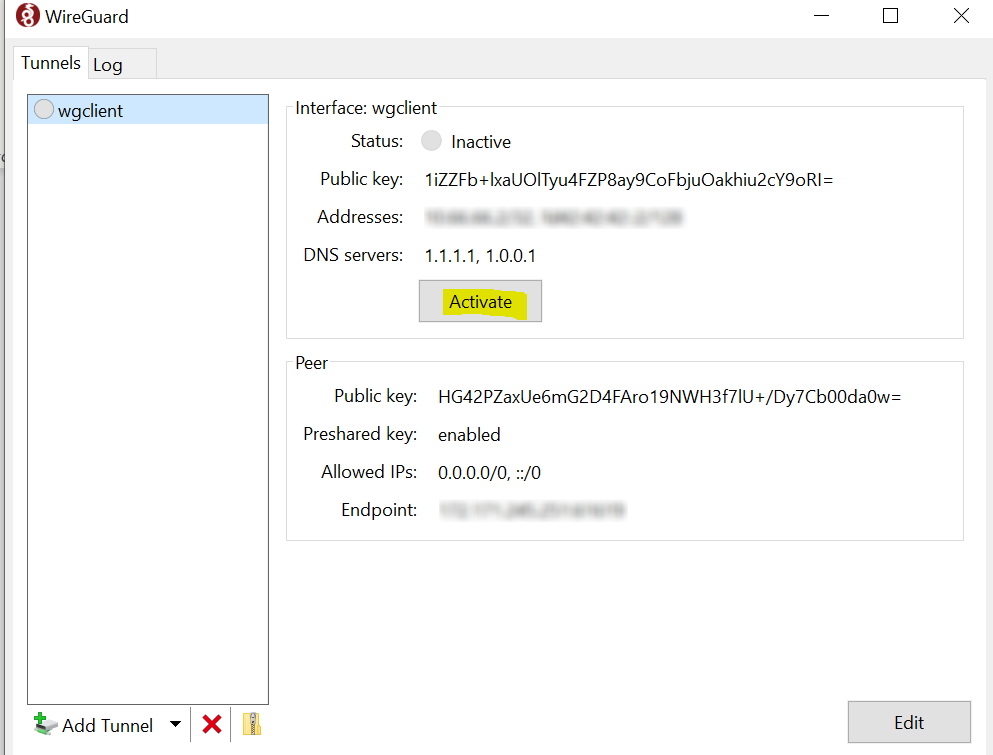 WireGuard
Tunnels Log
wgclient
Interface: wgclient
Status: Inactive
Public key: 1iZZFb+lxaUOlTyu4FZP8ay9CoFbjuOakhiu2cY9oRI=
Addresses:
DNS servers: 1.1.1.1, 1.0.0.1
Activate
Peer
Public key: HG42PZaxUe6mG2D4FAro19NWH3f7lU+/Dy7Cb00da0w=
Preshared key: enabled
Allowed IPs: 0.0.0.0/0, ::/0
Endpoint:
Add Tunnel
Edit